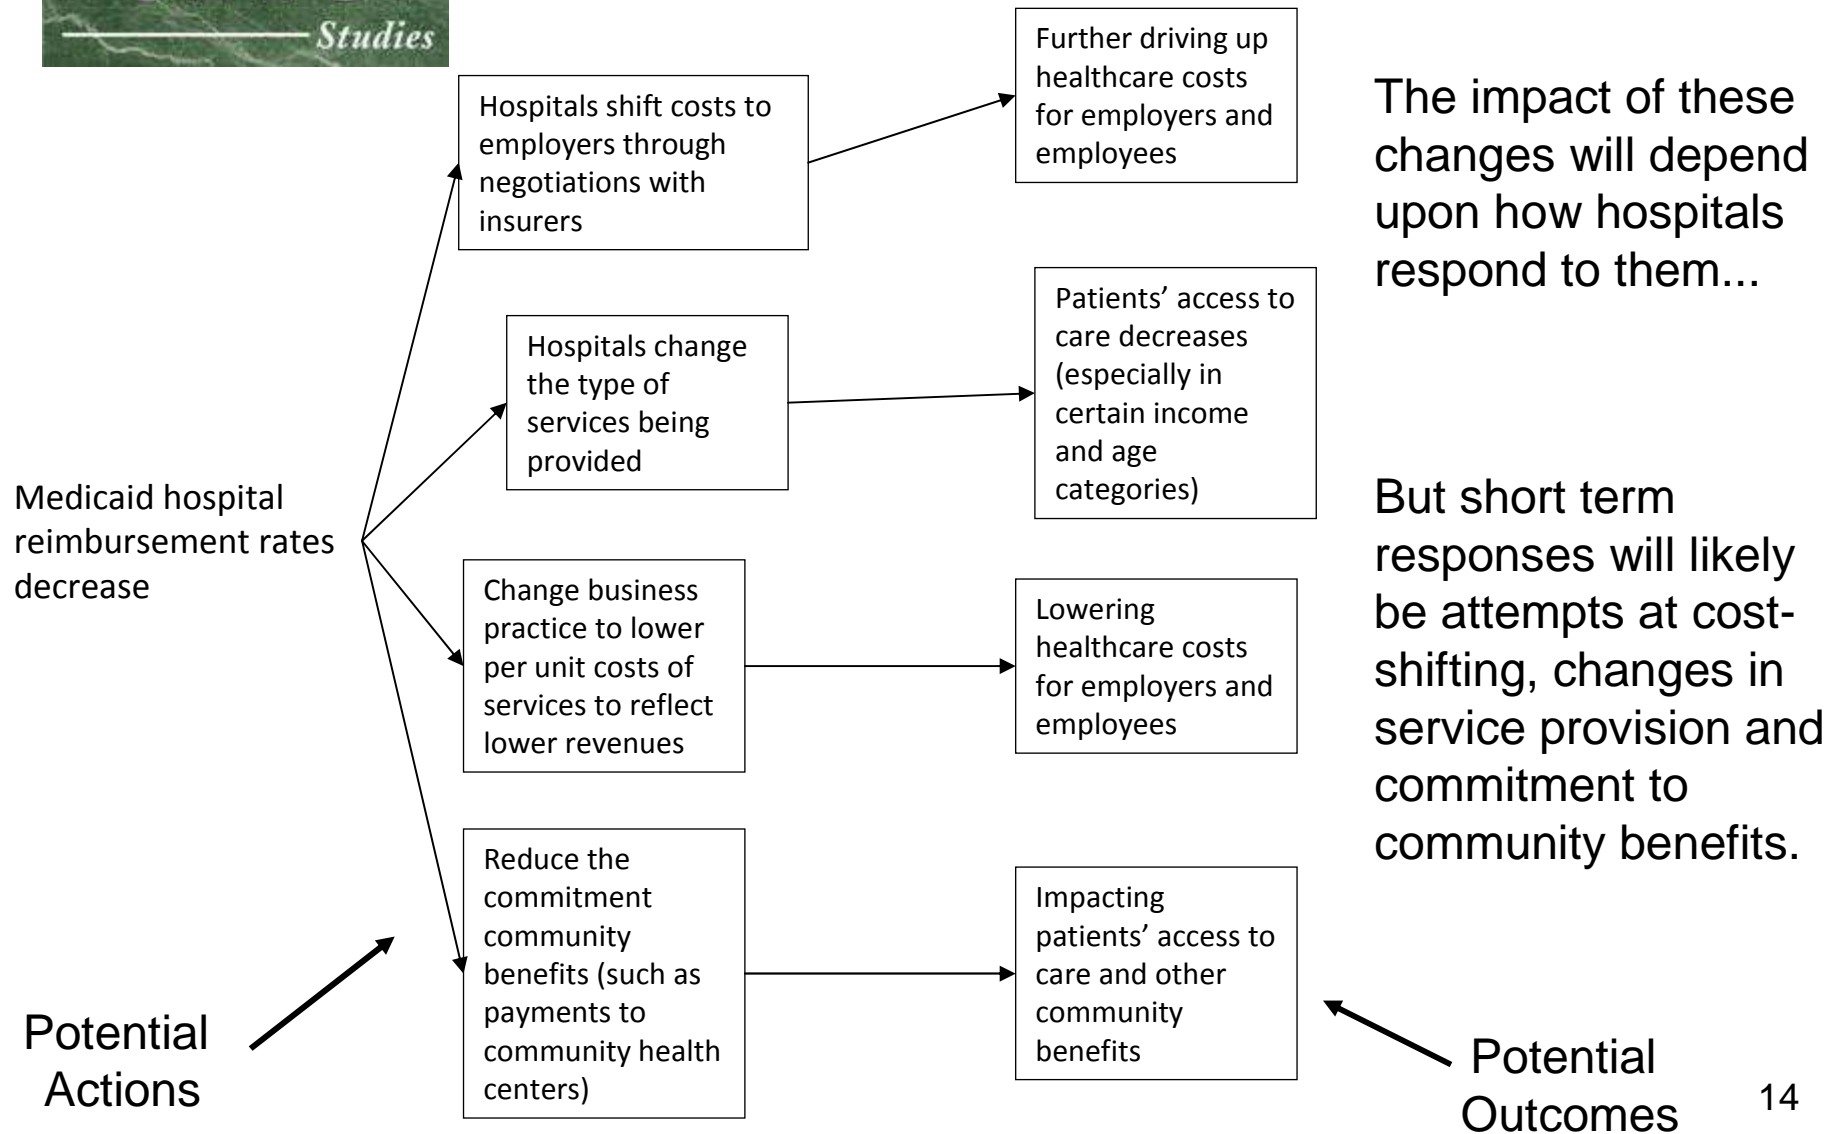 Studies
Hospitals shift costs to
employers through
negotiations with
insurers
Further driving up
healthcare costs
for employers and
employees
The impact of these
changes will depend
upon how hospitals
respond to them...
Hospitals change
the type of
services being
provided
Patients’ access to
care decreases
(especially in
certain income
and age
categories)
Medicaid hospital
reimbursement rates
decrease
But short term
responses will likely
be attempts at cost-
shifting, changes in
service provision and
commitment to
community benefits.
Change business
practice to lower
per unit costs of
services to reflect
lower revenues
Lowering
healthcare costs
for employers and
employees
Reduce the
commitment
community
benefits (such as
payments to
community health
centers)
Impacting
patients’ access to
care and other
community
benefits
Potential
Actions
Potential
Outcomes
14